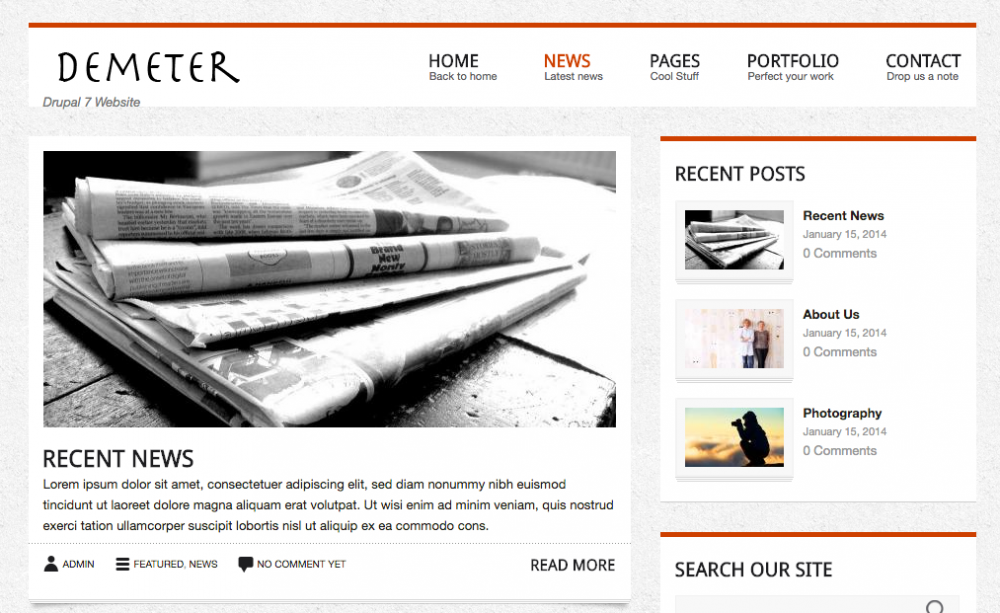 DEMETER
Drupal 7 Website
HOME
Back to home
NEWS
Latest news
PAGES
Cool Stuff
PORTFOLIO
Perfect your work
CONTACT
Drop us a note
Brand
New
Monty
RECENT NEWS
Lorem ipsum dolor sit amet, consectetuer adipiscing elit, sed diam nonummy nibh euismod
tincidunt ut laoreet dolore magna aliquam erat volutpat. Ut wisi enim ad minim veniam, quis nostrud
exerci tation ullamcorper suscipit lobortis nisl ut aliquip ex ea commodo cons.
ADMIN
FEATURED, NEWS
NO COMMENT YET
READ MORE
RECENT POSTS
Recent News
January 15, 2014
0 Comments
About Us
January 15, 2014
0 Comments
Photography
January 15, 2014
0 Comments
SEARCH OUR SITE